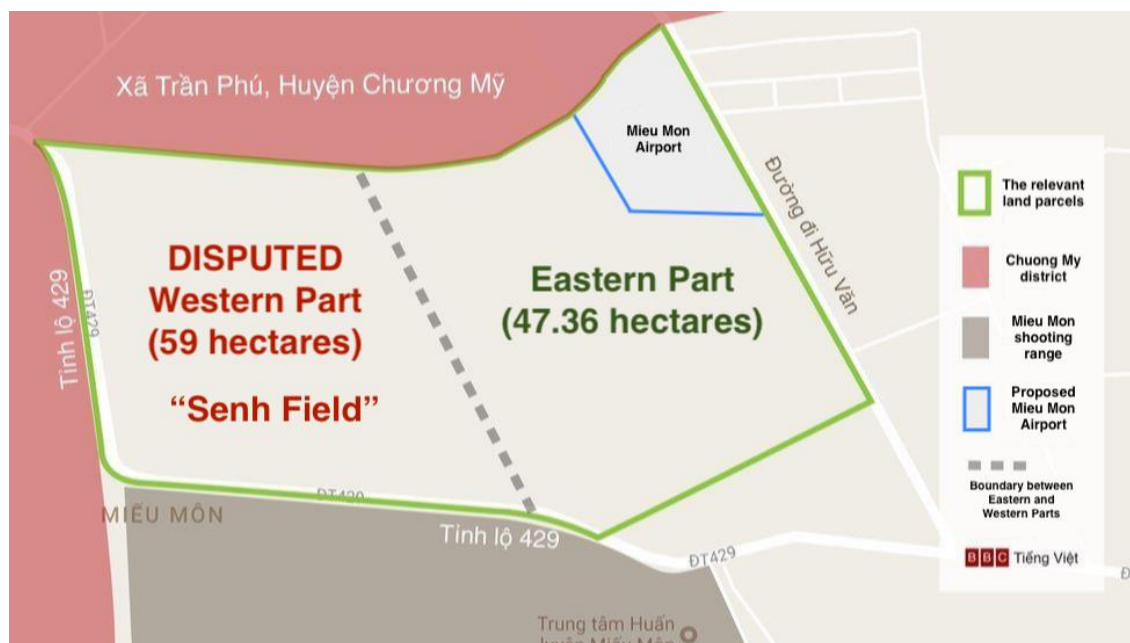 Xã Trần Phú, Huyện Chương Mỹ
Mieu Mon
Airport
Đường đi Hữu Văn
DISPUTED
Western Part
(59 hectares)
“Senh Field”
Eastern Part
(47.36 hectares)
Tỉnh lộ 429
ĐT429
MIẾU MÔN
Tỉnh lộ 429
ĐT429
Trung tâm Huấn
The relevant
land parcels
Chuong My
district
Mieu Mon
shooting
range
Proposed
Mieu Mon
Airport
Boundary between
Eastern and
Western Parts
BBC Tiếng Việt